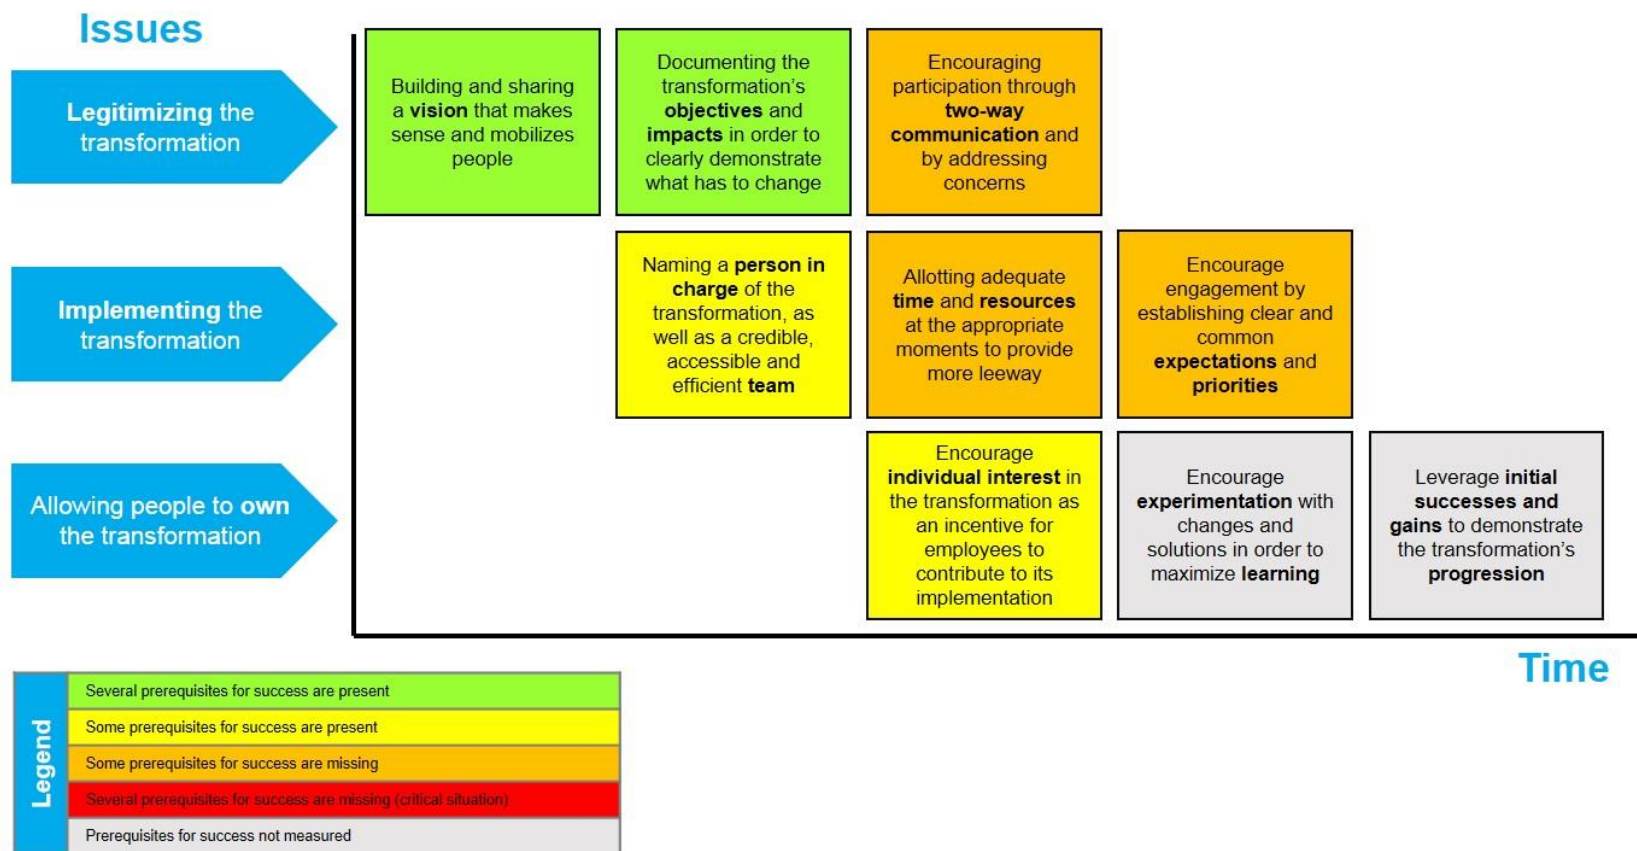 Issues
Legitimizing the
transformation
Building and sharing
a vision that makes
sense and mobilizes
people
Documenting the
transformation’s
objectives and
impacts in order to
clearly demonstrate
what has to change
Encouraging
participation through
two-way
communication and
by addressing
concerns
Implementing the
transformation
Naming a person in
charge of the
transformation, as
well as a credible,
accessible and
efficient team
Allotting adequate
time and resources
at the appropriate
moments to provide
more leeway
Encourage
engagement by
establishing clear and
common
expectations and
priorities
Allowing people to own
the transformation
Encourage
individual interest in
the transformation as
an incentive for
employees to
contribute to its
implementation
Encourage
experimentation with
changes and
solutions in order to
maximize learning
Leverage initial
successes and
gains to demonstrate
the transformation’s
progression
Time
Legend
Several prerequisites for success are present
Some prerequisites for success are present
Some prerequisites for success are missing
Several prerequisites for success are missing (critical situation)
Prerequisites for success not measured